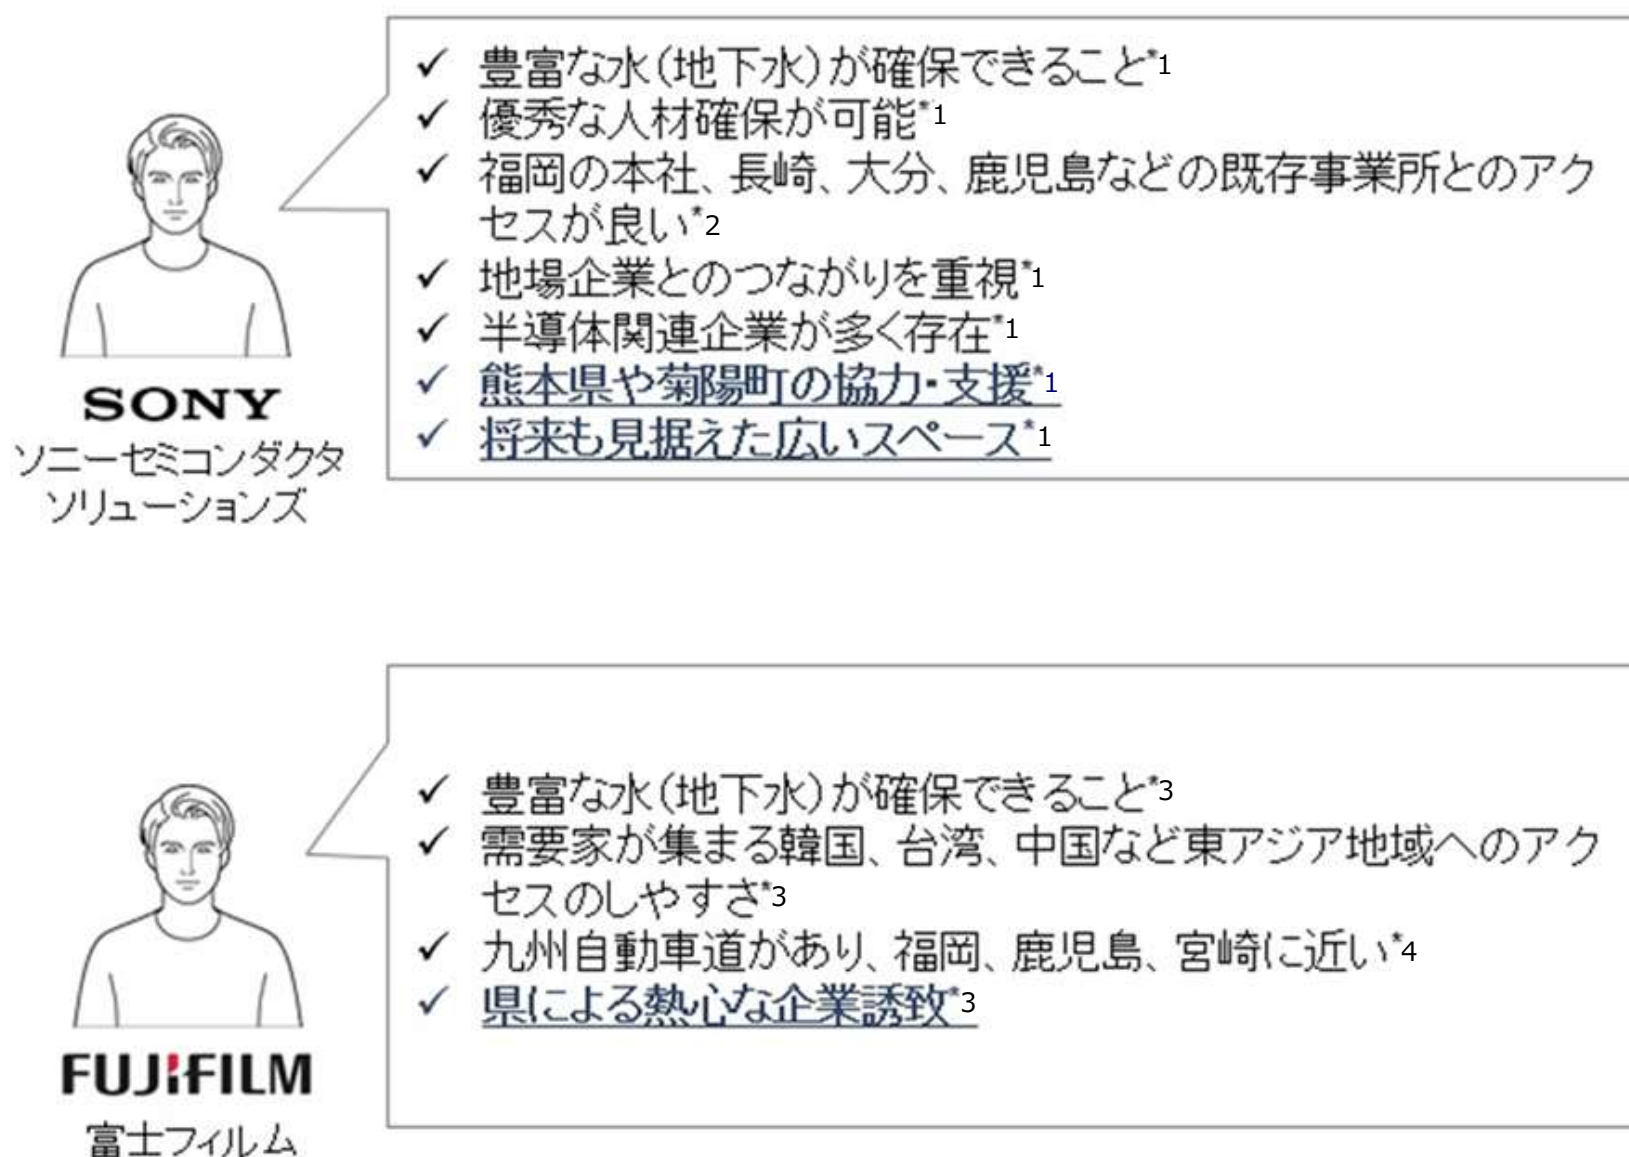 ✓ 豊富な水(地下水)が確保できること*1
✓ 優秀な人材確保が可能*1
✓ 福岡の本社、長崎、大分、鹿児島などの既存事業所とのアク
セスが良い*2
✓ 地場企業とのつながりを重視*1
✓ 半導体関連企業が多く存在*1
✓ 熊本県や菊陽町の協力・支援*1
✓ 将来も見据えた広いスペース*1
SONY
ソニーセミコンダクタ
ソリューションズ
✓ 豊富な水(地下水)が確保できること*3
✓ 需要家が集まる韓国、台湾、中国など東アジア地域へのアク
セスのしやすさ*3
✓ 九州自動車道があり、福岡、鹿児島、宮崎に近い*4
✓ 県による熱心な企業誘致*3
FUJIFILM
富士フィルム